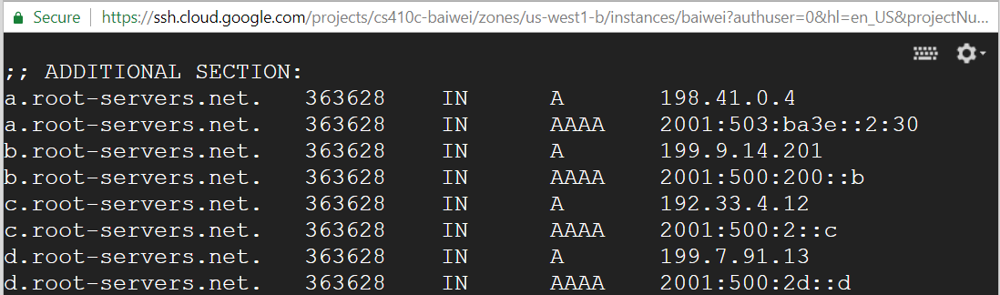 Secure https://ssh.cloud.google.com/projects/cs410c-baiwei/zones/us-west1-b/instances/baiwei?authuser=0&hl=en_US&projectNu...
;; ADDITIONAL SECTION:
a.root-servers.net. 363628 IN A 198.41.0.4
a.root-servers.net. 363628 IN AAAA 2001:503:ba3e::2:30
b.root-servers.net. 363628 IN A 199.9.14.201
b.root-servers.net. 363628 IN AAAA 2001:500:200::b
c.root-servers.net. 363628 IN A 192.33.4.12
c.root-servers.net. 363628 IN AAAA 2001:500:2::c
d.root-servers.net. 363628 IN A 199.7.91.13
d.root-servers.net. 363628 IN AAAA 2001:500:2d::d